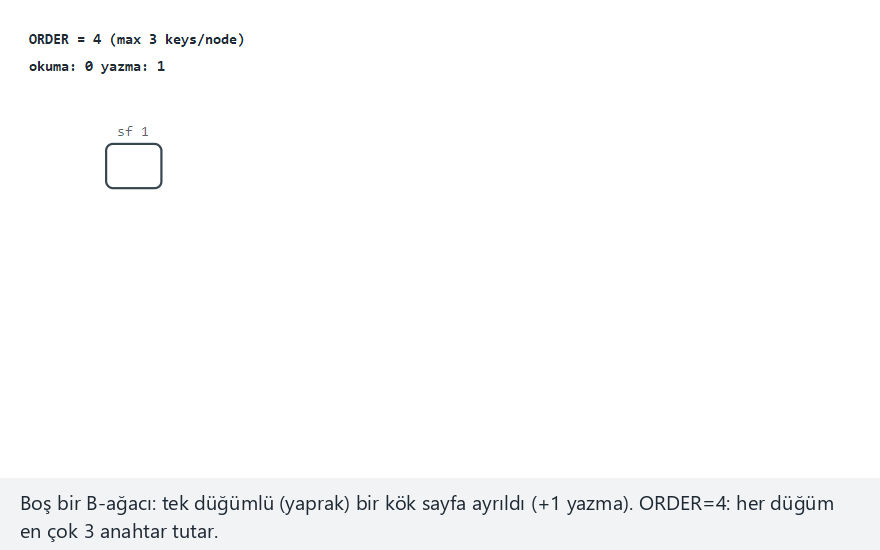 ORDER = 4 (max 3 keys/node)
okuma: 0 yazma: 1
sf 1
Boş bir B-ağacı: tek düğümlü (yaprak) bir kök sayfa ayrıldı (+1 yazma). ORDER=4: her düğüm
en çok 3 anahtar tutar.